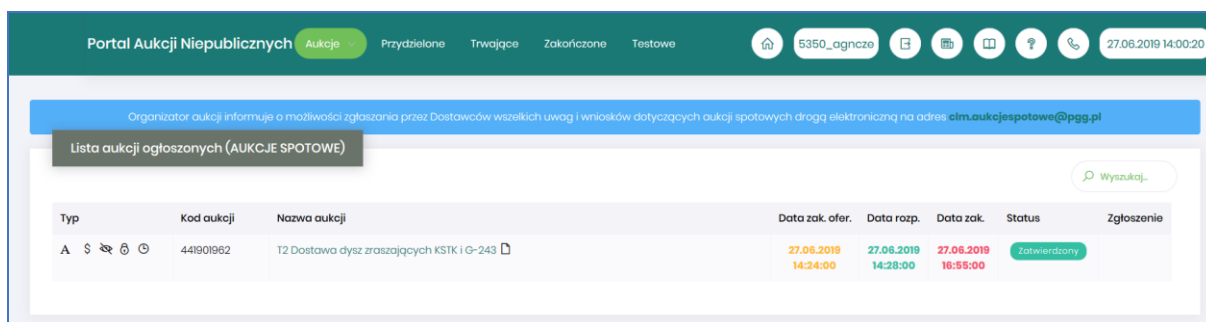 Portal Aukcji Niepublicznych Aukcje Przydzielone Trwające Zakończone Testowe 5350_agncze 27.06.2019 14:00:20
Organizator aukcji informuje o możliwości zgłaszania przez Dostawców wszelkich uwag i wniosków dotyczących aukcji spotowych drogą elektroniczną na adres clm.aukcjespotowe@pgg.pl
Lista aukcji ogłoszonych (AUKCJE SPOTOWE)
Wyszukaj...
Typ Kod aukcji Nazwa aukcji Data zak. ofer. Data rozp. Data zak. Status Zgłoszenie
A $ 441901962 T2 Dostawa dysz zraszających KSTK i G-243 27.06.2019 27.06.2019 27.06.2019 Zatwierdzony
14:24:00 14:28:00 16:55:00